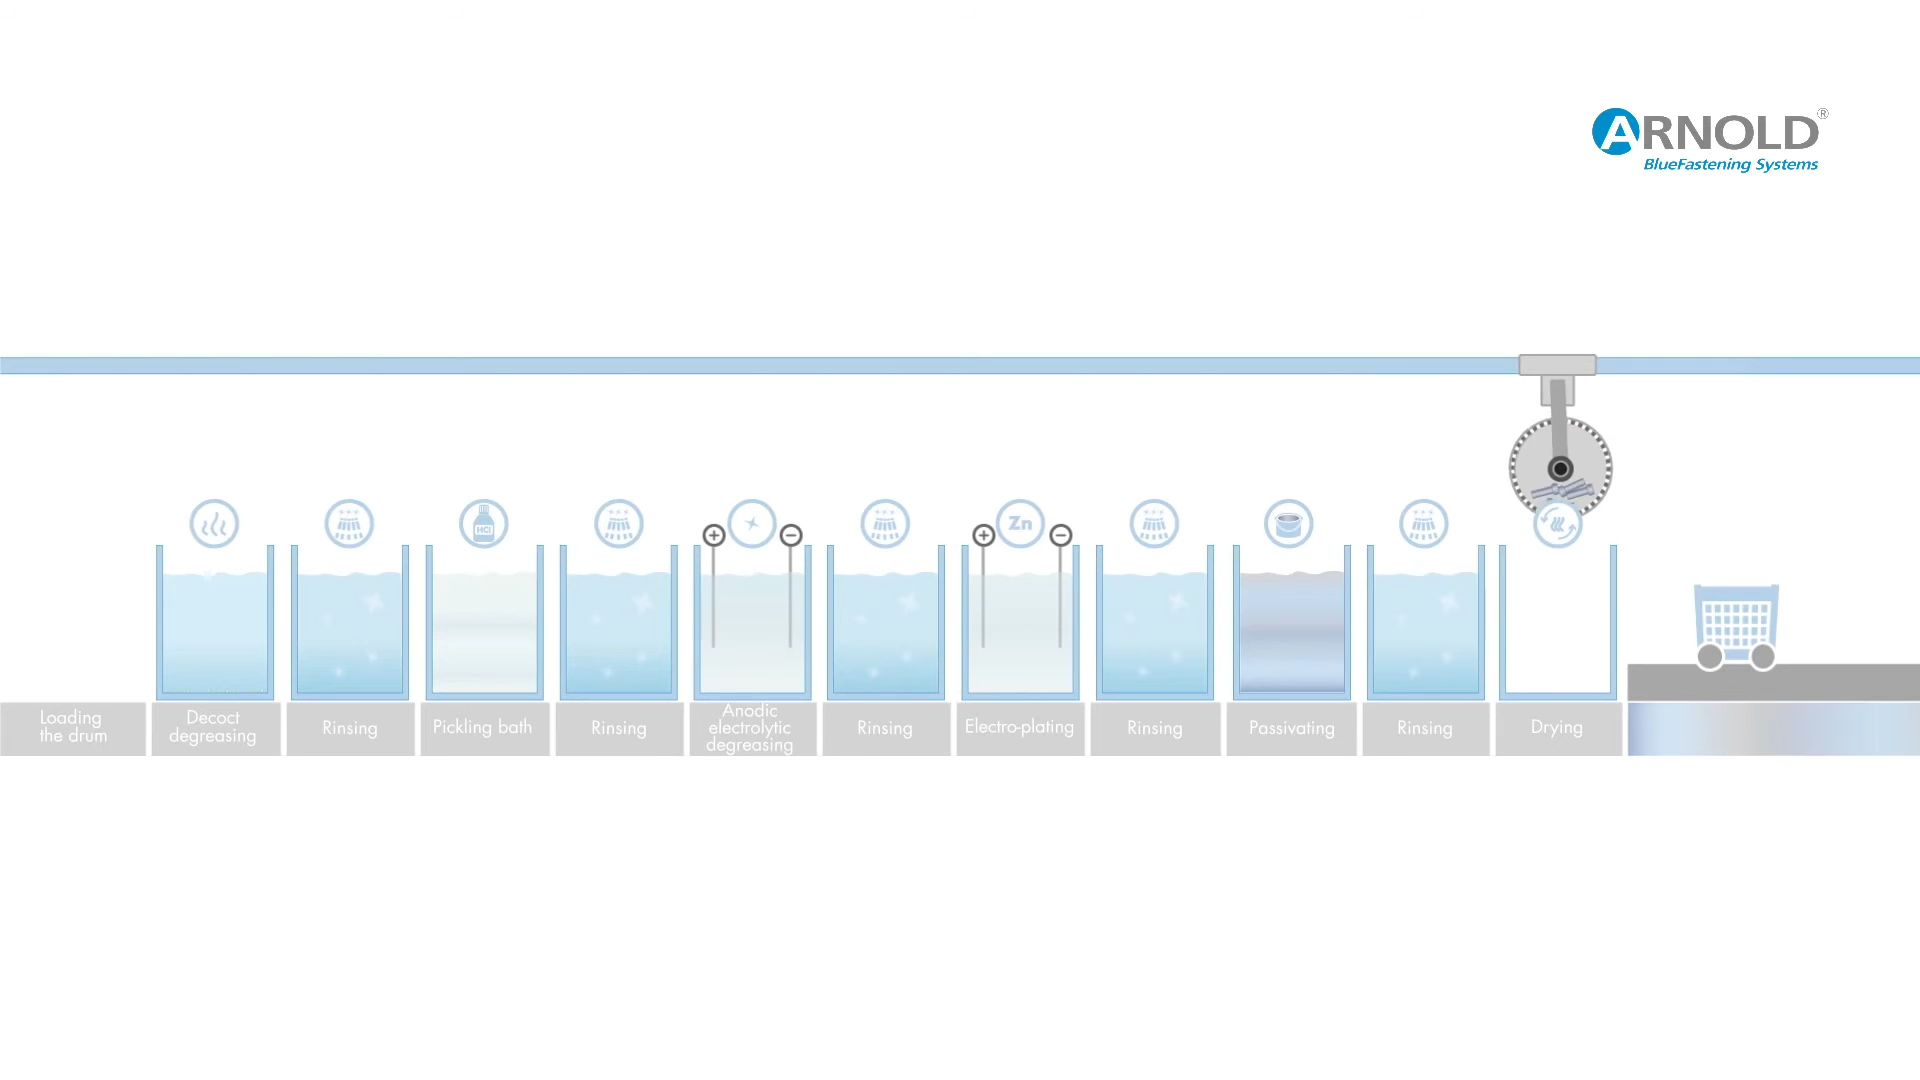 ARNOLD®
BlueFastening Systems
HCl
Zn
Loading
the drum
Decoct
degreasing
Rinsing
Pickling bath
Rinsing
Anodic
electrolytic
degreasing
Rinsing
Electro-plating
Rinsing
Passivating
Rinsing
Drying